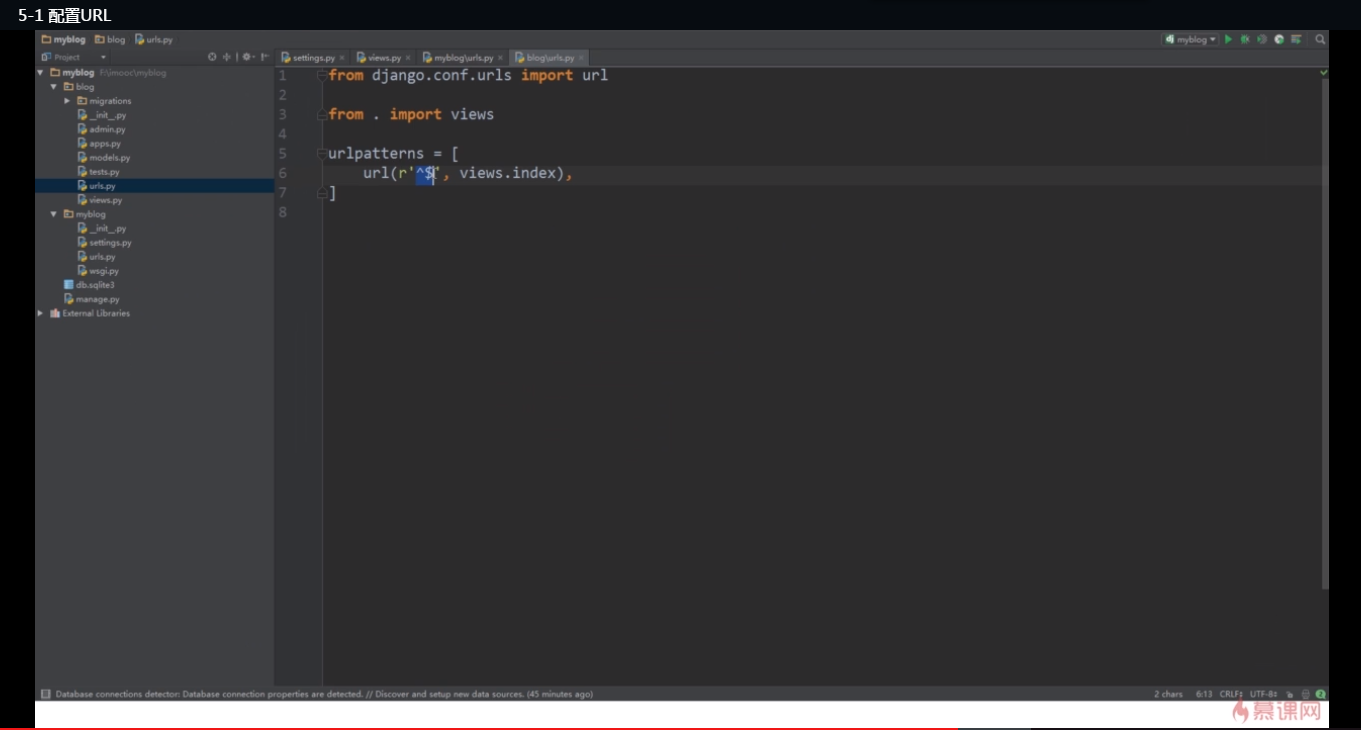 5-1 配置URL
myblog blog urls.py myblog
Project settings.py views.py myblog\urls.py blog\urls.py
myblog F:\imooc\myblog
blog
migrations
__init__.py
admin.py
apps.py
models.py
tests.py
urls.py
views.py
myblog
__init__.py
settings.py
urls.py
wsgi.py
db.sqlite3
manage.py
External Libraries
1 from django.conf.urls import url
2
3 from . import views
4
5 urlpatterns = [
6 url(r'^$', views.index),
7 ]
8
Database connections detector: Database connection properties are detected. // Discover and setup new data sources. (45 minutes ago) 2 chars 6:13 CRLF: UTF-8: 2
慕课网